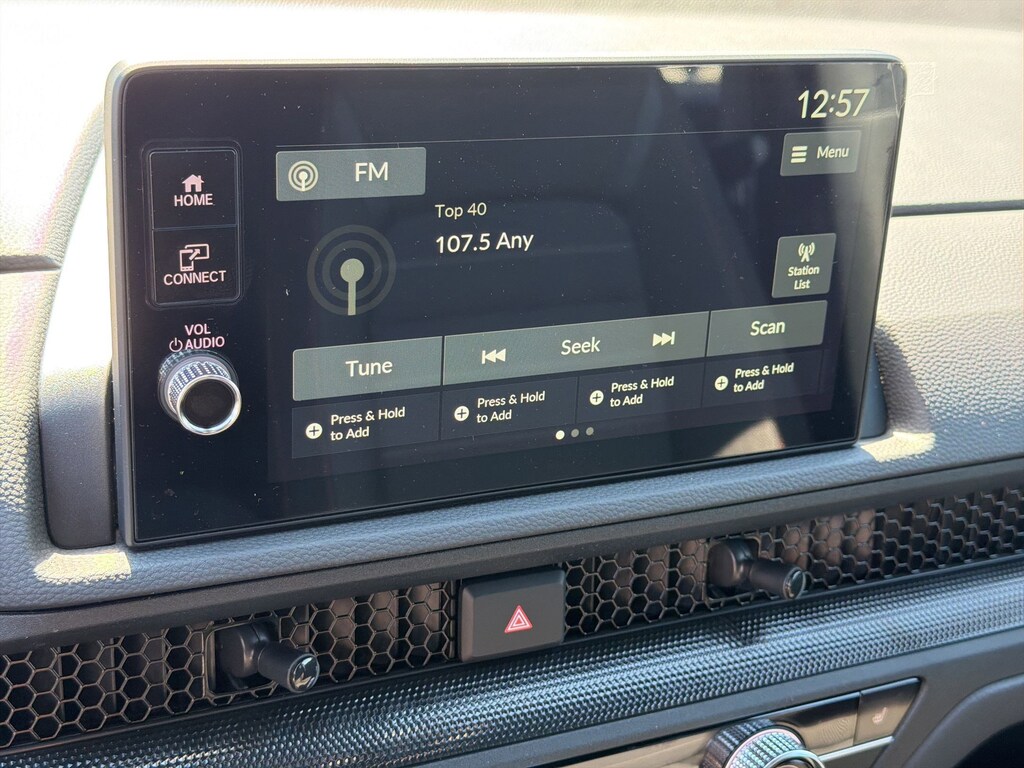 12:57
HOME
CONNECT
VOL
AUDIO
FM
Menu
Top 40
107.5 Any
Station
List
Tune
Seek
Scan
Press & Hold
to Add
Press & Hold
to Add
Press & Hold
to Add
Press & Hold
to Add